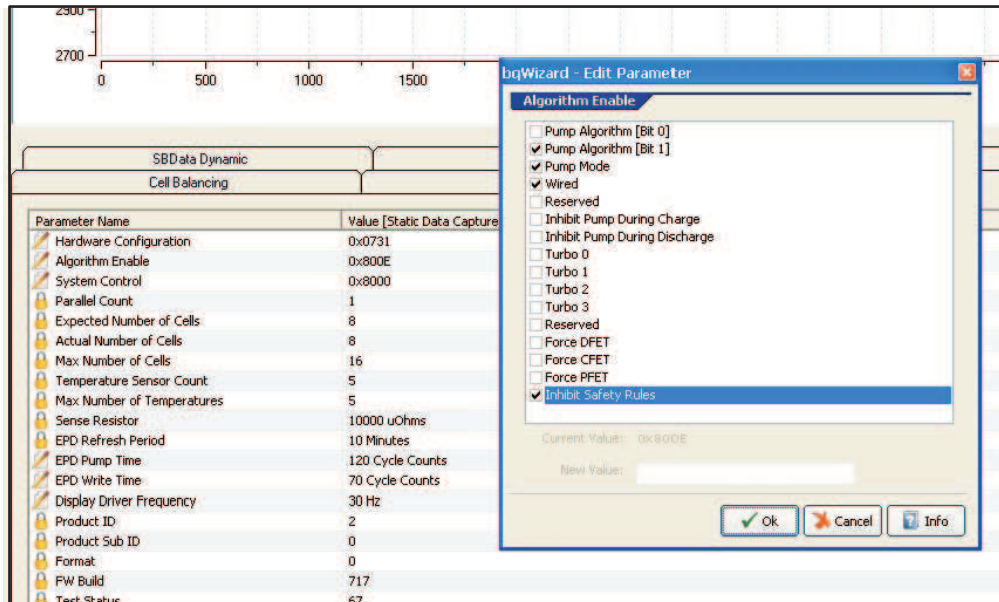 2900
2700
0 500 1000 1500
bqWizard - Edit Parameter
Algorithm Enable
Pump Algorithm [Bit 0]
Pump Algorithm [Bit 1]
Pump Mode
Wired
Reserved
Inhibit Pump During Charge
Inhibit Pump During Discharge
Turbo 0
Turbo 1
Turbo 2
Turbo 3
Reserved
Force DFET
Force CFET
Force PFET
Inhibit Safety Rules
Current Value: 0x800E
New Value:
Ok Cancel Info
SBData Dynamic
Cell Balancing
Parameter Name Value [Static Data Capture
Hardware Configuration 0x0731
Algorithm Enable 0x800E
System Control 0x8000
Parallel Count 1
Expected Number of Cells 8
Actual Number of Cells 8
Max Number of Cells 16
Temperature Sensor Count 5
Max Number of Temperatures 5
Sense Resistor 10000 uOhms
EPD Refresh Period 10 Minutes
EPD Pump Time 120 Cycle Counts
EPD Write Time 70 Cycle Counts
Display Driver Frequency 30 Hz
Product ID 2
Product Sub ID 0
Format 0
FW Build 717
Test Status 67